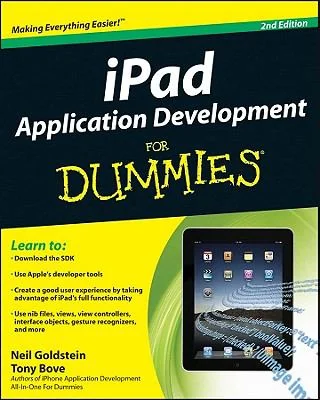 Making Everything Easier!™
2nd Edition
iPad
Application Development
FOR
DUMMIES®
Learn to:
• Download the SDK
• Use Apple's developer tools
• Create a good user experience by taking
advantage of iPad's full functionality
• Use nib files, views, view controllers,
interface objects, gesture recognizers, and
more
Neil Goldstein
Tony Bove
Authors of iPhone Application Development
All-In-One For Dummies